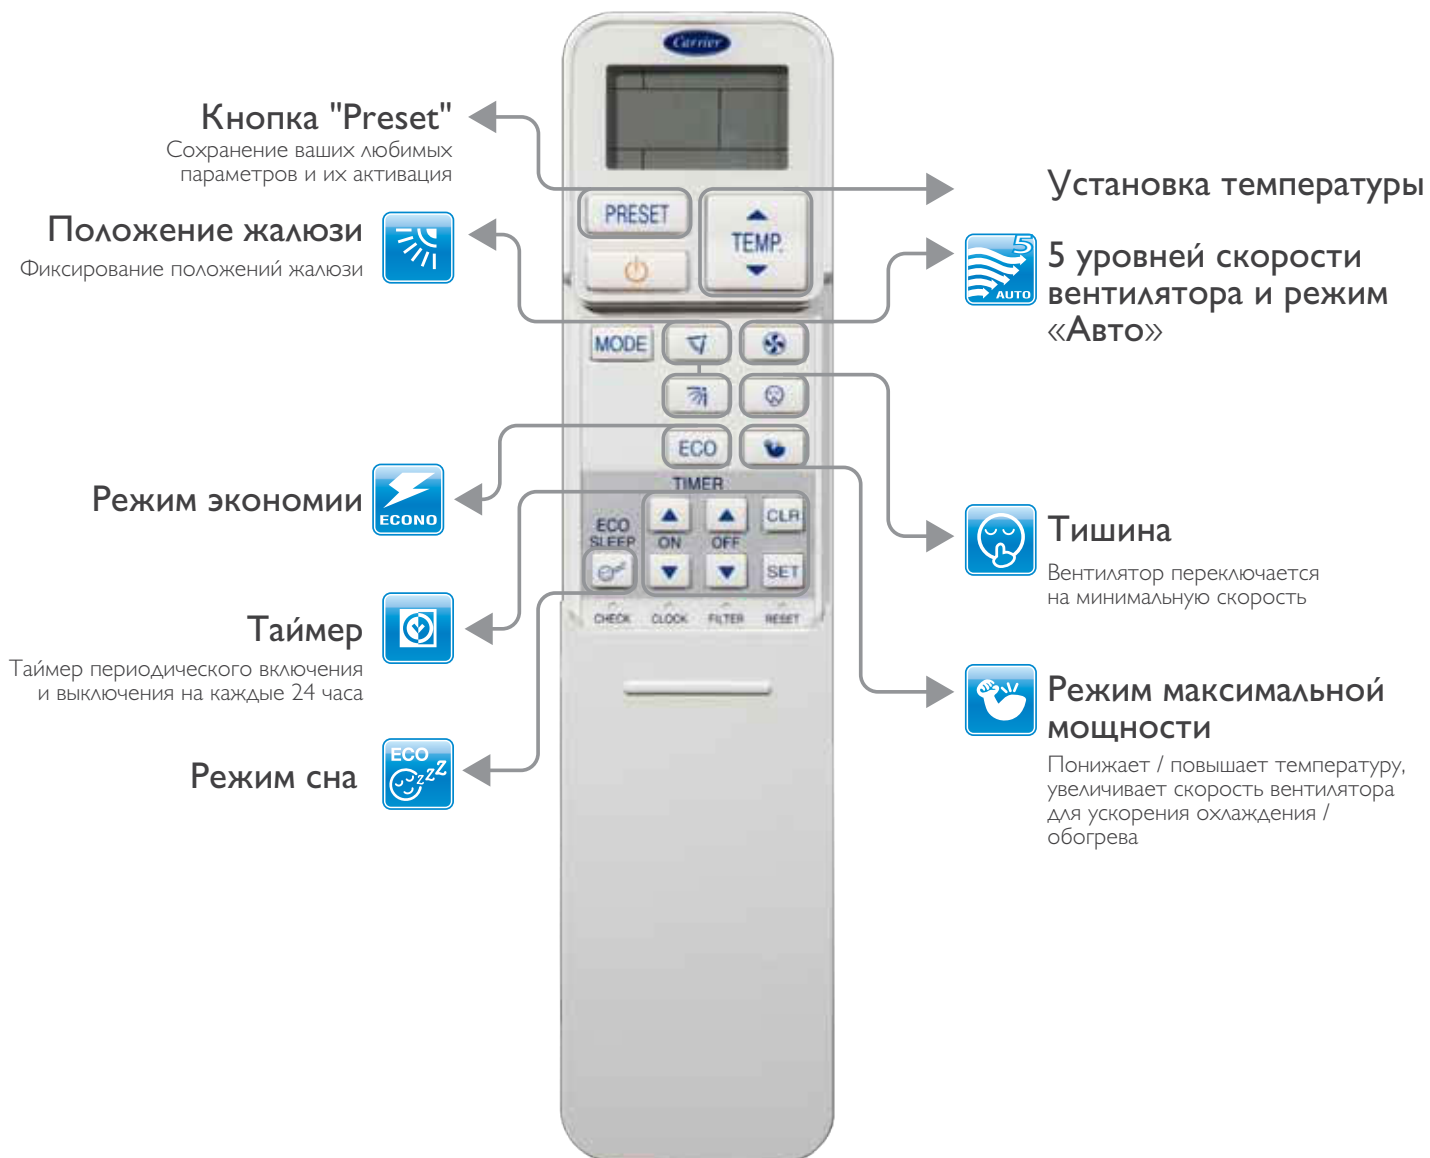 Carrier
Кнопка "Preset"
Сохранение ваших любимых
параметров и их активация
Положение жалюзи
Фиксирование положений жалюзи
Режим экономии
ECONO
Таймер
Таймер периодического включения
и выключения на каждые 24 часа
Режим сна
ECO
zzz
PRESET
TEMP.
MODE
ECO
TIMER
ECO
SLEEP
ON
OFF
CLR
SET
CHECK
CLOCK
FILTER
RESET
Установка температуры
5
AUTO
5 уровней скорости
вентилятора и режим
«Авто»
Тишина
Вентилятор переключается
на минимальную скорость
Режим максимальной
мощности
Понижает / повышает температуру,
увеличивает скорость вентилятора
для ускорения охлаждения /
обогрева